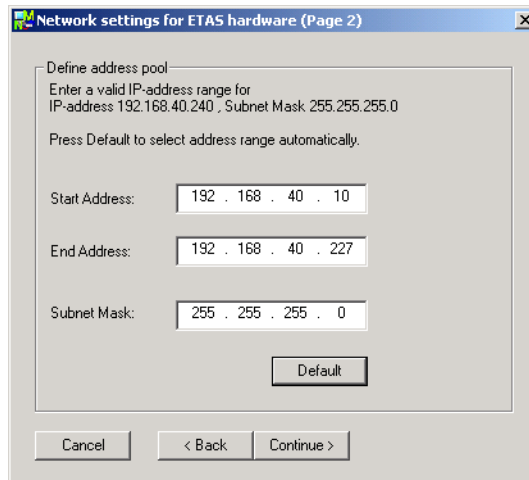 Network settings for ETAS hardware (Page 2)
Define address pool
Enter a valid IP-address range for
IP-address 192.168.40.240 , Subnet Mask 255.255.255.0
Press Default to select address range automatically.
Start Address: 192 . 168 . 40 . 10
End Address: 192 . 168 . 40 . 227
Subnet Mask: 255 . 255 . 255 . 0
Default
Cancel < Back Continue >